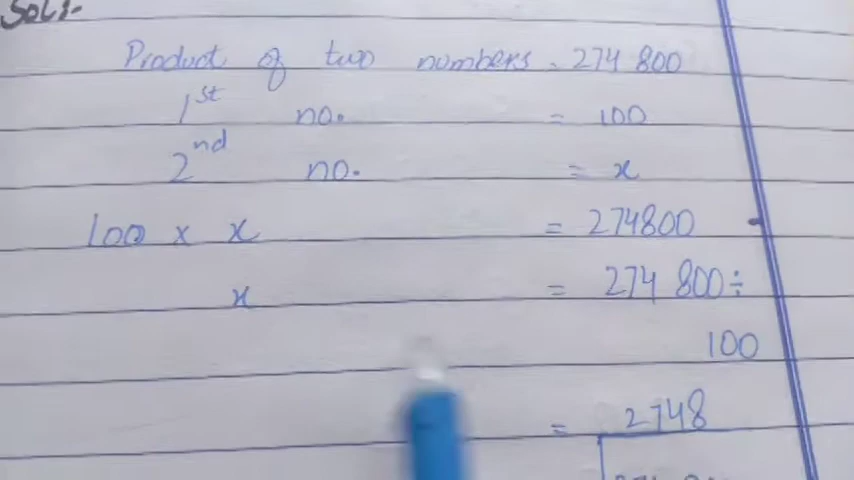 Sol:-
Product of two numbers = 274 800
1st no. = 100
2nd no. = x
100 × x = 274800
x = 274 800 ÷
100
= 2748